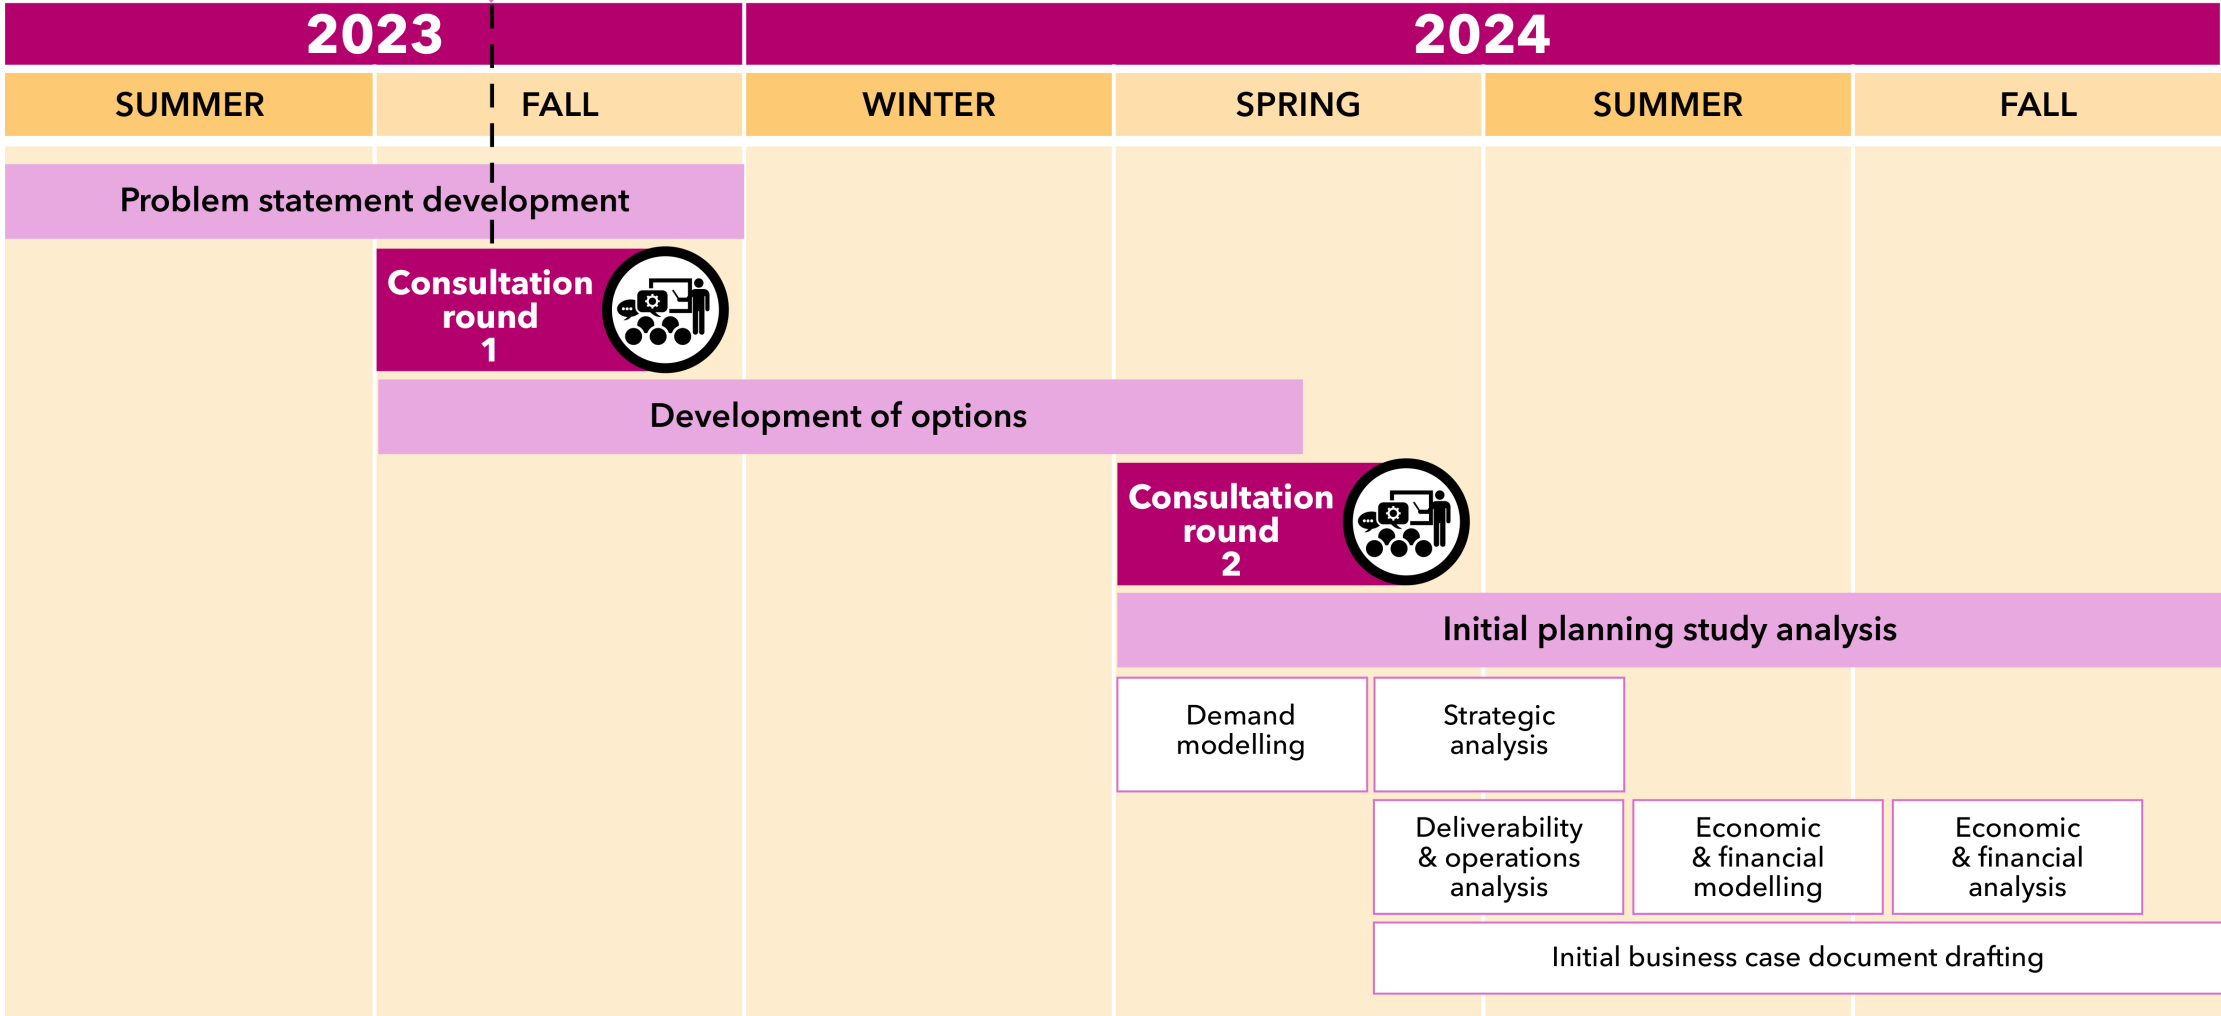 2023
2024
SUMMER
FALL
WINTER
SPRING
SUMMER
FALL
Problem statement development
Consultation
round
1
Development of options
Consultation
round
2
Initial planning study analysis
Demand
modelling
Strategic
analysis
Deliverability
& operations
analysis
Economic
& financial
modelling
Economic
& financial
analysis
Initial business case document drafting